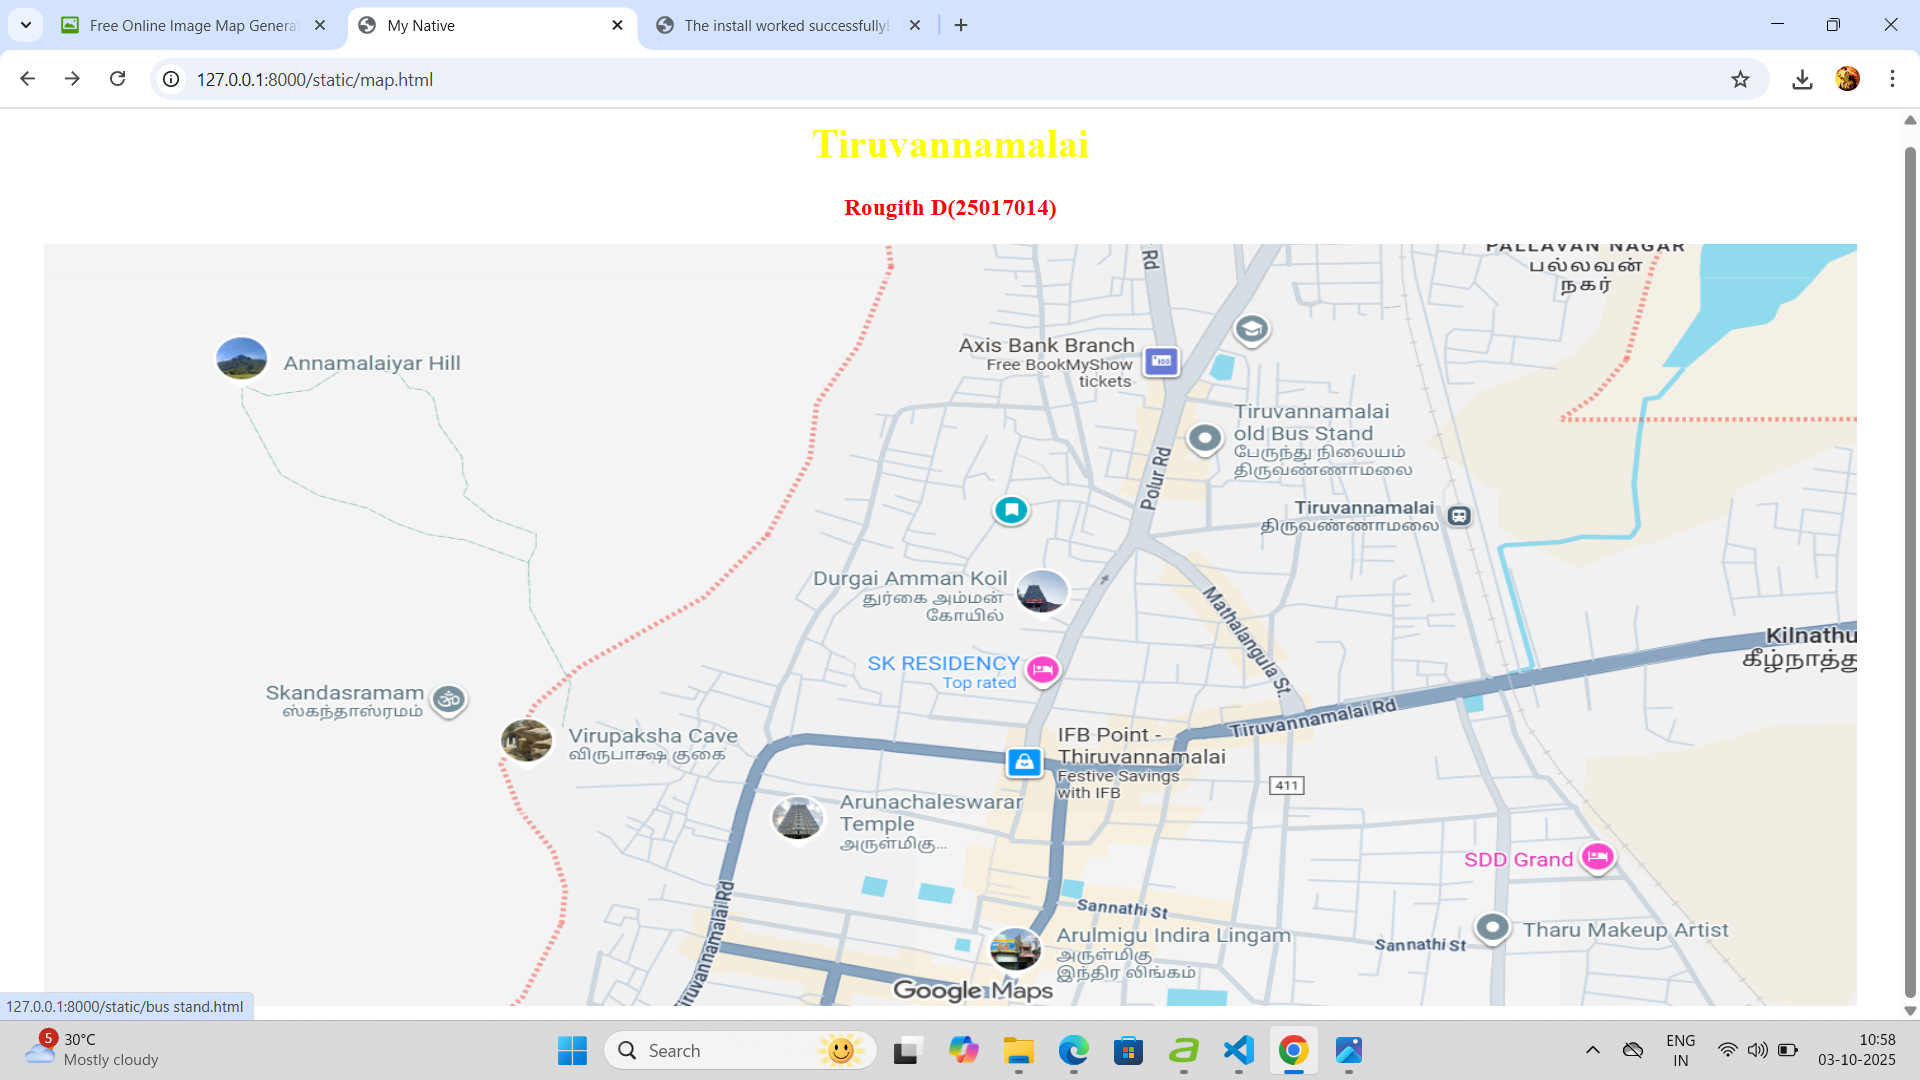 Free Online Image Map Genera
My Native
The install worked successfully!
127.0.0.1:8000/static/map.html
Tiruvannamalai
Rougith D(25017014)
PALLAVAN NAGAR
பல்லவன்
நகர்
Rd
Annamalaiyar Hill
Axis Bank Branch
Free BookMyShow
tickets
Tiruvannamalai
old Bus Stand
பேருந்து நிலையம்
திருவண்ணாமலை
Polur Rd
Tiruvannamalai
திருவண்ணாமலை
Durgai Amman Koil
துர்கை அம்மன்
கோயில்
Mathalangula St.
Kilnathu
கீழ்நாத்து
SK RESIDENCY
Top rated
Skandasramam
ஸ்கந்தாஸ்ரமம்
Virupaksha Cave
விருபாக்ஷ குகை
Tiruvannamalai Rd
IFB Point -
Thiruvannamalai
Festive Savings
with IFB
411
Arunachaleswarar
Temple
அருள்மிகு...
SDD Grand
iruvannamalai Rd
Sannathi St
Arulmigu Indira Lingam
அருள்மிகு
இந்திர லிங்கம்
Sannathi St
Tharu Makeup Artist
Google Maps
127.0.0.1:8000/static/bus stand.html
5
30°C
Mostly cloudy
Search
ENG
IN
10:58
03-10-2025